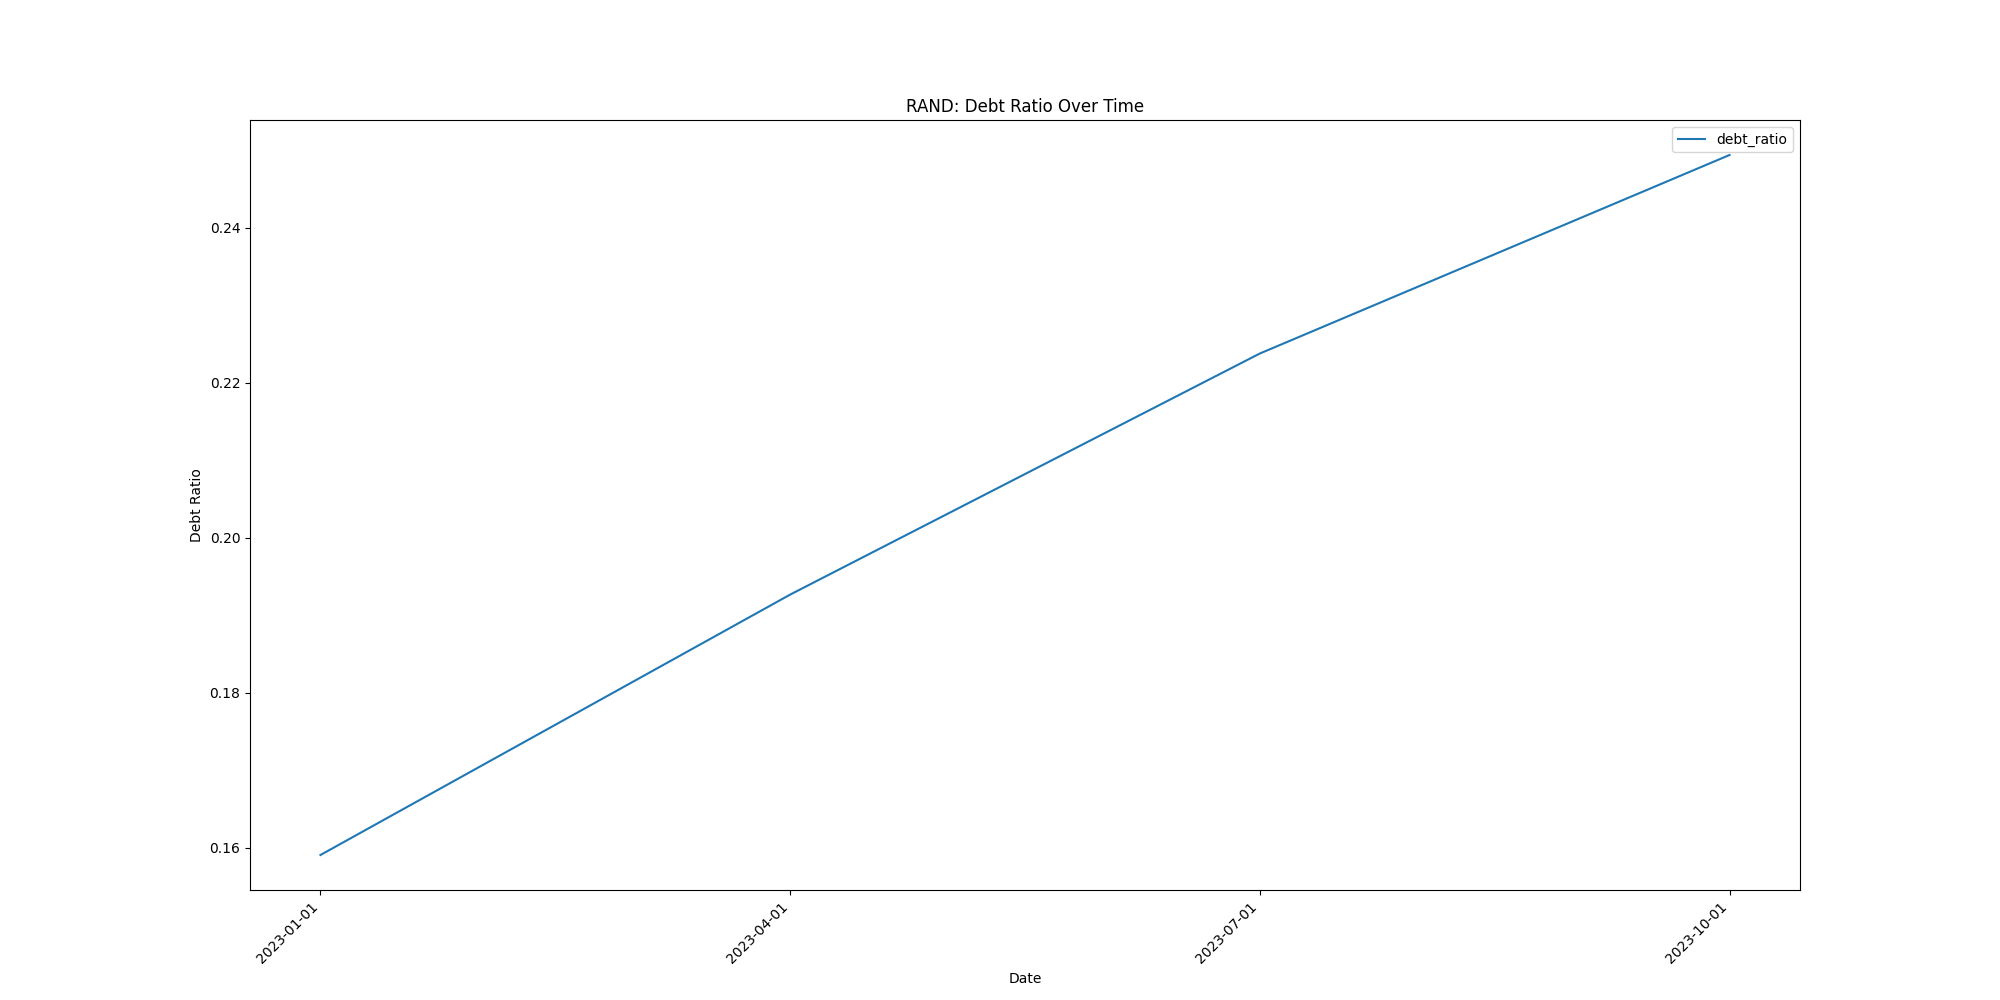 RAND: Debt Ratio Over Time
debt_ratio
0.24
0.22
0.20
0.18
0.16
Debt Ratio
2023-01-01
2023-04-01
2023-07-01
2023-10-01
Date